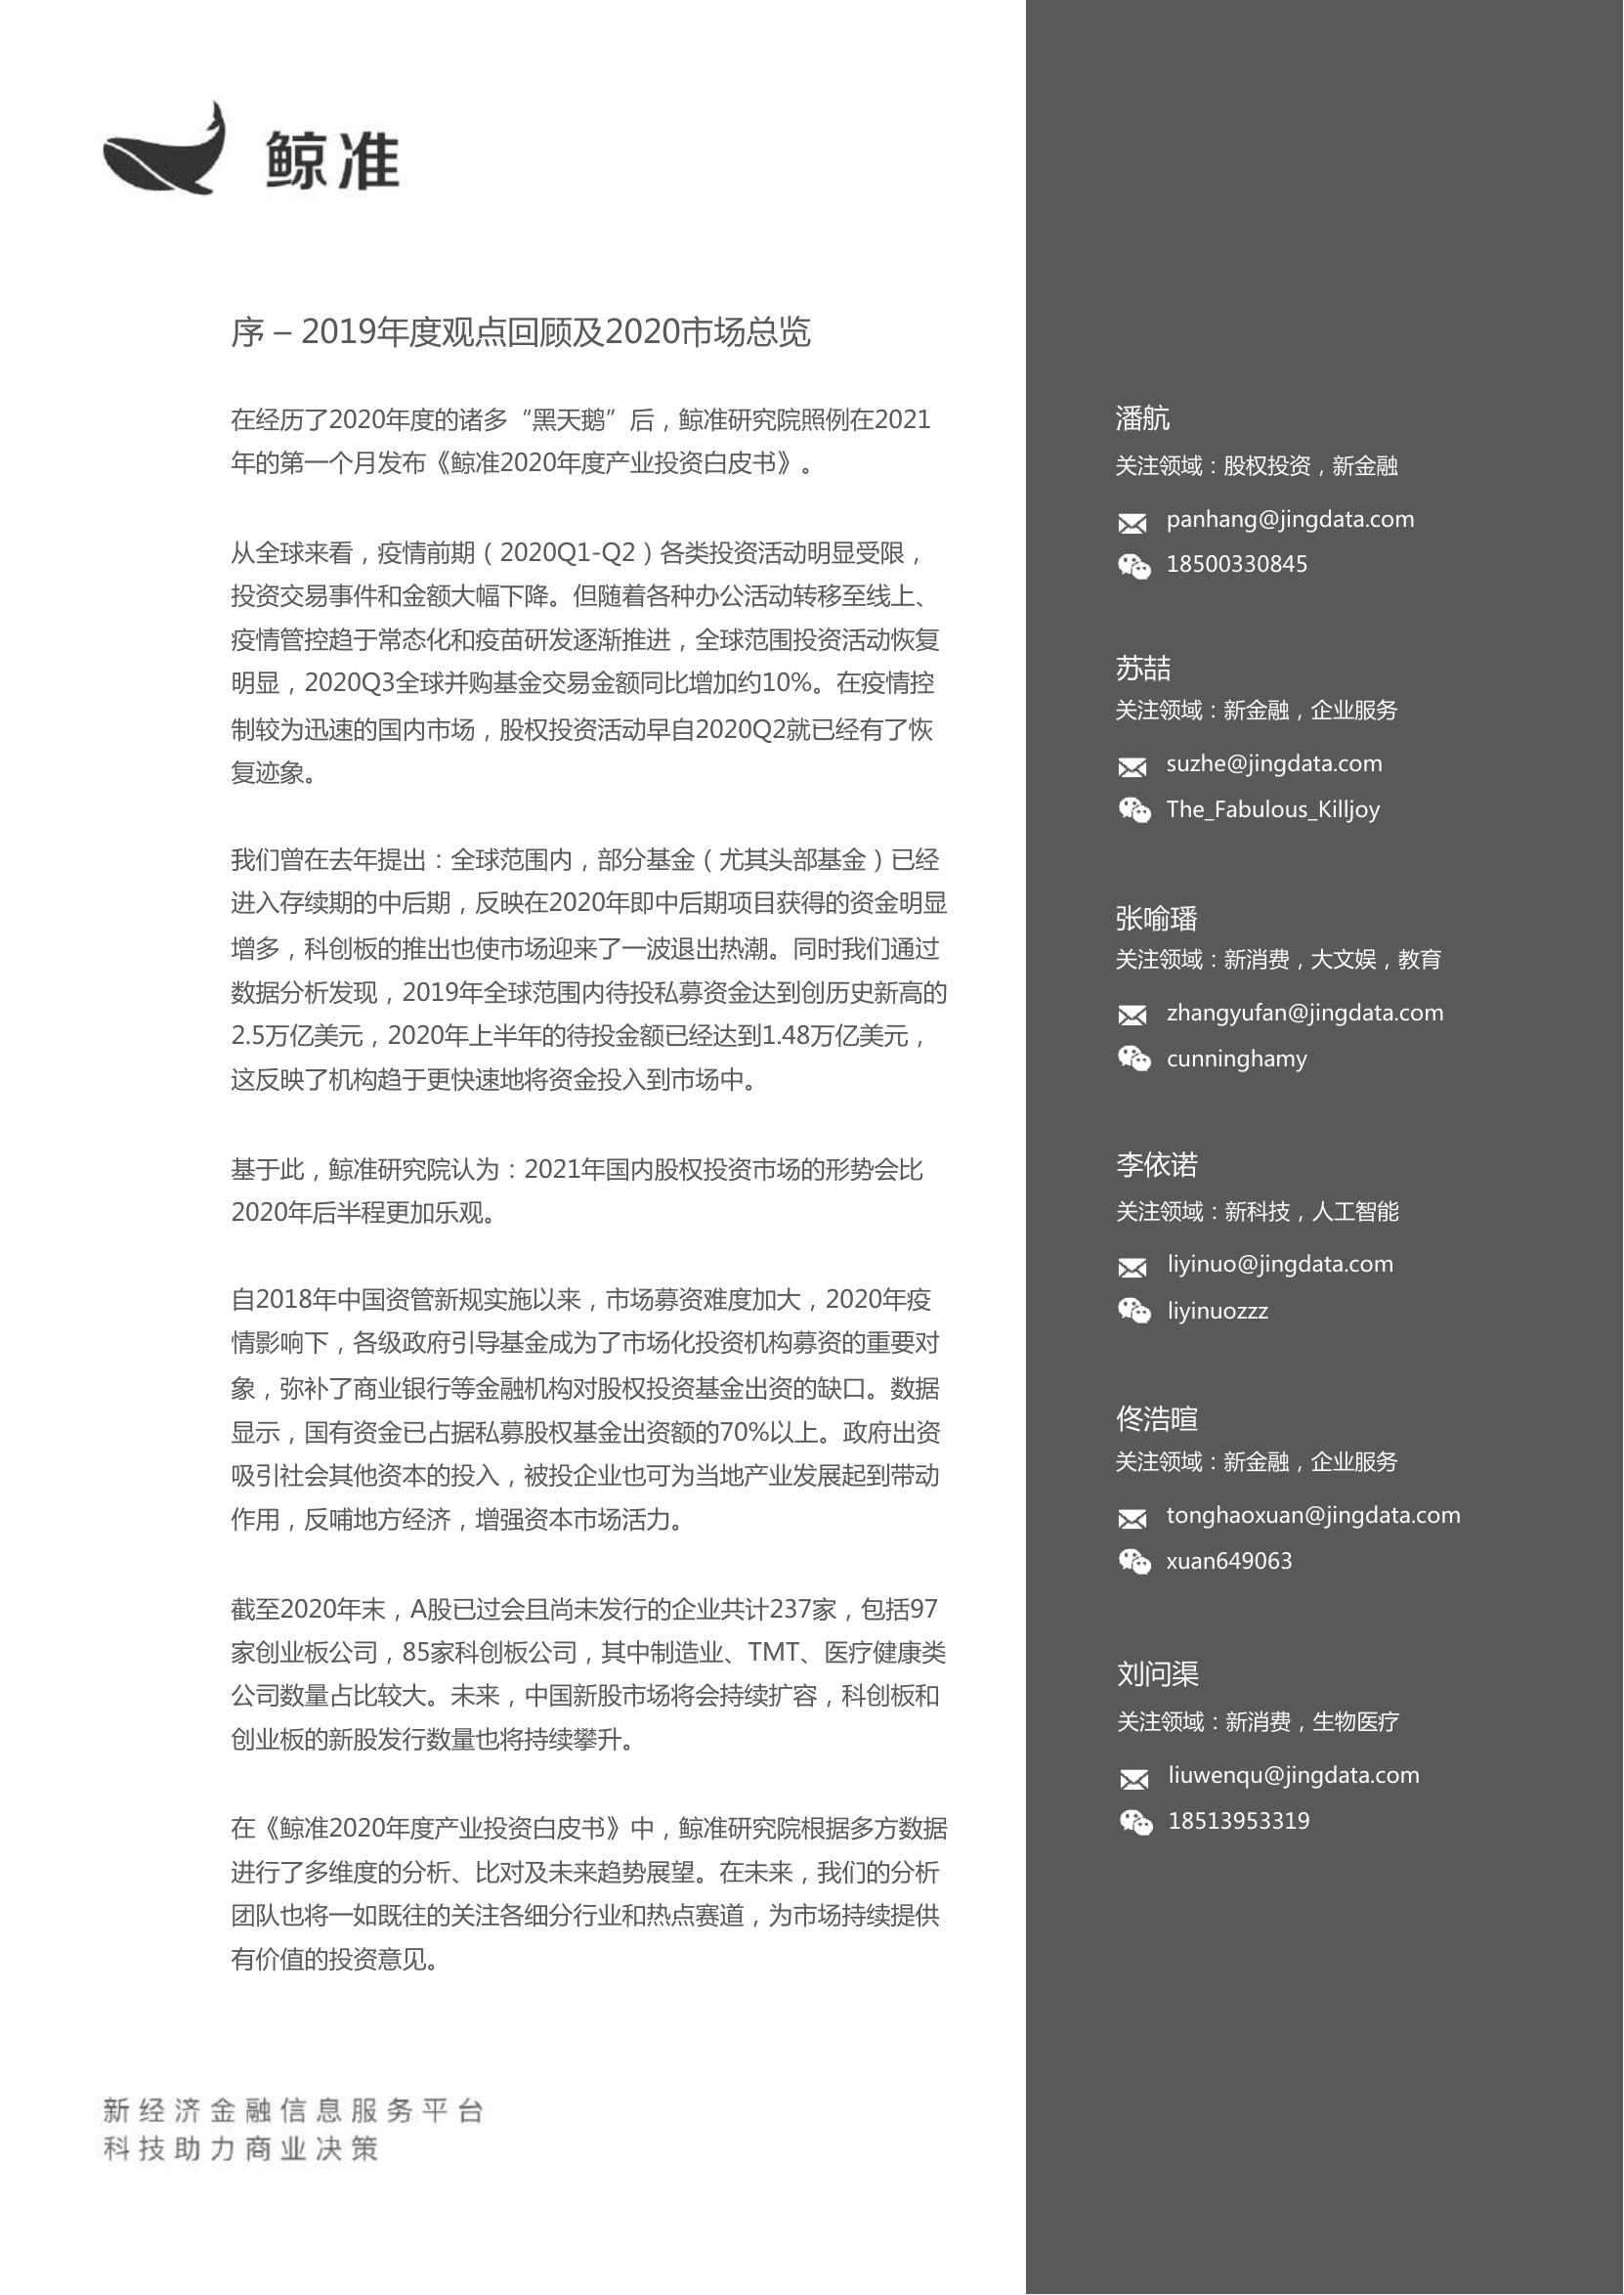 鲸准
序 – 2019年度观点回顾及2020市场总览
在经历了2020年度的诸多“黑天鹅”后，鲸准研究院照例在2021
年的第一个月发布《鲸准2020年度产业投资白皮书》。
从全球来看，疫情前期（2020Q1-Q2）各类投资活动明显受限，
投资交易事件和金额大幅下降。但随着各种办公活动转移至线上、
疫情管控趋于常态化和疫苗研发逐渐推进，全球范围投资活动恢复
明显，2020Q3全球并购基金交易金额同比增加约10%。在疫情控
制较为迅速的国内市场，股权投资活动早自2020Q2就已经有了恢
复迹象。
我们曾在去年提出：全球范围内，部分基金（尤其头部基金）已经
进入存续期的中后期，反映在2020年即中后期项目获得的资金明显
增多，科创板的推出也使市场迎来了一波退出热潮。同时我们通过
数据分析发现，2019年全球范围内待投私募资金达到创历史新高的
2.5万亿美元，2020年上半年的待投金额已经达到1.48万亿美元，
这反映了机构趋于更快速地将资金投入到市场中。
基于此，鲸准研究院认为：2021年国内股权投资市场的形势会比
2020年后半程更加乐观。
自2018年中国资管新规实施以来，市场募资难度加大，2020年疫
情影响下，各级政府引导基金成为了市场化投资机构募资的重要对
象，弥补了商业银行等金融机构对股权投资基金出资的缺口。数据
显示，国有资金已占据私募股权基金出资额的70%以上。政府出资
吸引社会其他资本的投入，被投企业也可为当地产业发展起到带动
作用，反哺地方经济，增强资本市场活力。
截至2020年末，A股已过会且尚未发行的企业共计237家，包括97
家创业板公司，85家科创板公司，其中制造业、TMT、医疗健康类
公司数量占比较大。未来，中国新股市场将会持续扩容，科创板和
创业板的新股发行数量也将持续攀升。
在《鲸准2020年度产业投资白皮书》中，鲸准研究院根据多方数据
进行了多维度的分析、比对及未来趋势展望。在未来，我们的分析
团队也将一如既往的关注各细分行业和热点赛道，为市场持续提供
有价值的投资意见。
新经济金融信息服务平台
科技助力商业决策
潘航
关注领域：股权投资，新金融
panhang@jingdata.com
18500330845
苏喆
关注领域：新金融，企业服务
suzhe@jingdata.com
The_Fabulous_Killjoy
张喻璠
关注领域：新消费，大文娱，教育
zhangyufan@jingdata.com
cunninghamy
李依诺
关注领域：新科技，人工智能
liyinuo@jingdata.com
liyinuozzz
佟浩暄
关注领域：新金融，企业服务
tonghaoxuan@jingdata.com
xuan649063
刘问渠
关注领域：新消费，生物医疗
liuwenqu@jingdata.com
18513953319